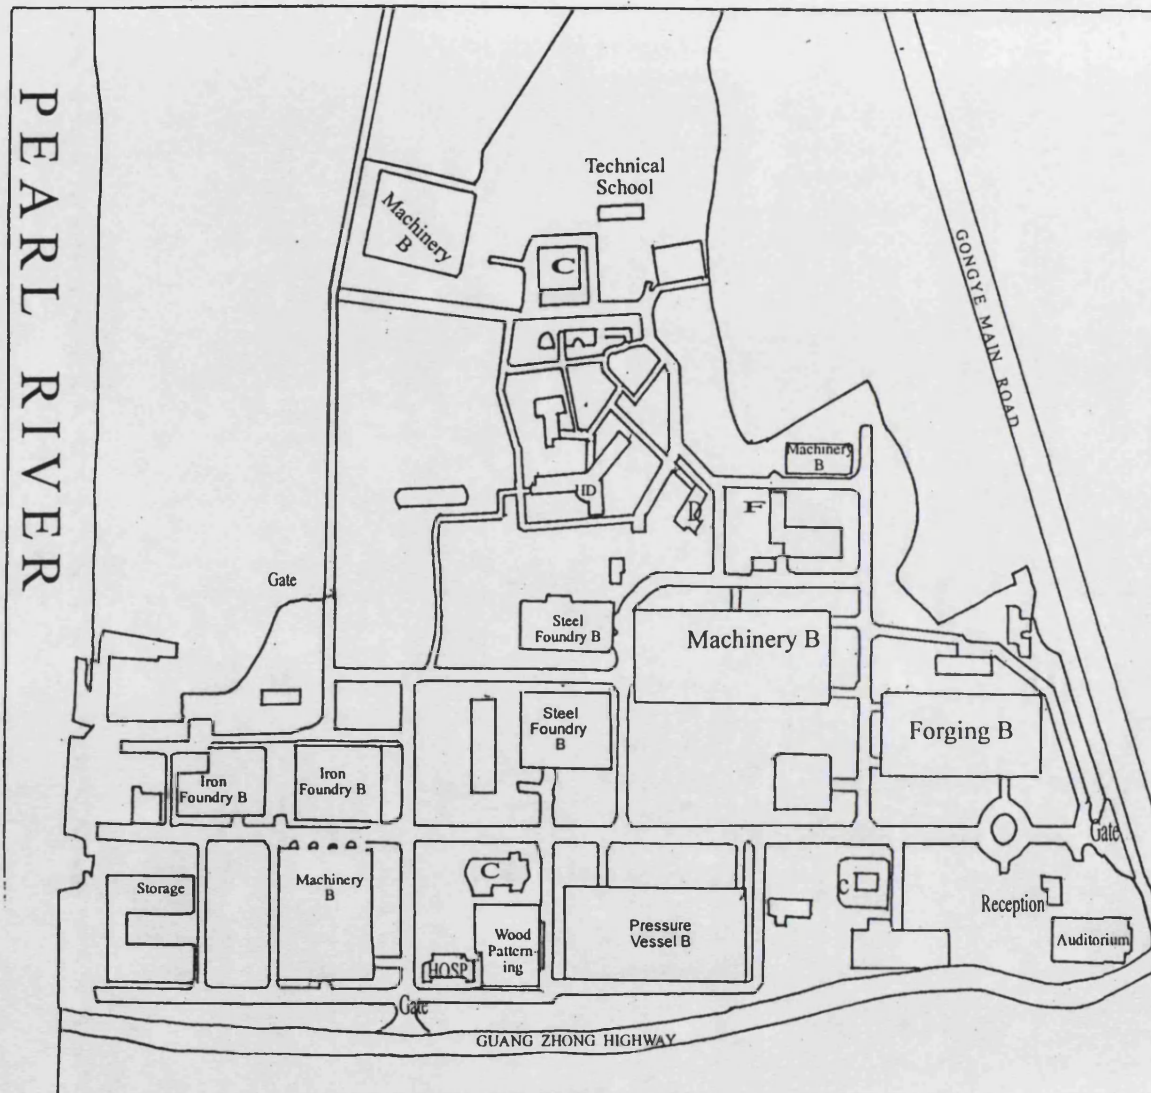 PEARL RIVER
Technical
School
Machinery
B
C
GONGYE MAIN ROAD
Machinery
B
D
F
Gate
Steel
Foundry B
Machinery B
Steel
Foundry
B
Forging B
Iron
Foundry B
Iron
Foundry B
Gate
Storage
Machinery
B
C
C
Reception
Wood
Pattern-
ing
Pressure
Vessel B
Auditorium
HOSP
Gate
GUANG ZHONG HIGHWAY